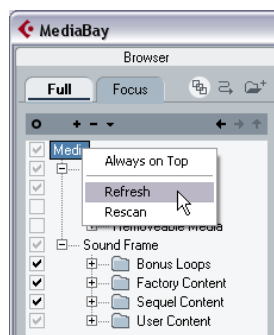 MediaBay
Browser
Full Focus
Media
Always on Top
Refresh
Rescan
Removeable Media
Sound Frame
Bonus Loops
Factory Content
Sequel Content
User Content